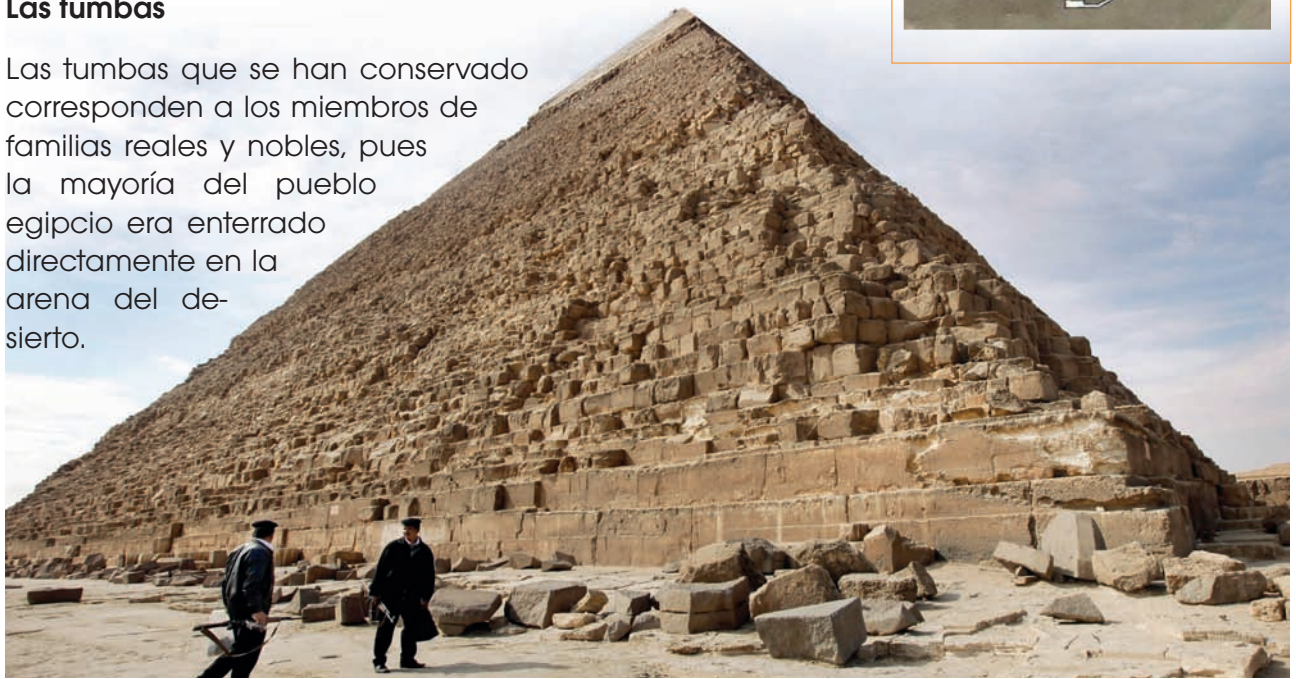 Las tumbas
Las tumbas que se han conservado
corresponden a los miembros de
familias reales y nobles, pues
la mayoría del pueblo
egipcio era enterrado
directamente en la
arena del de-
sierto.